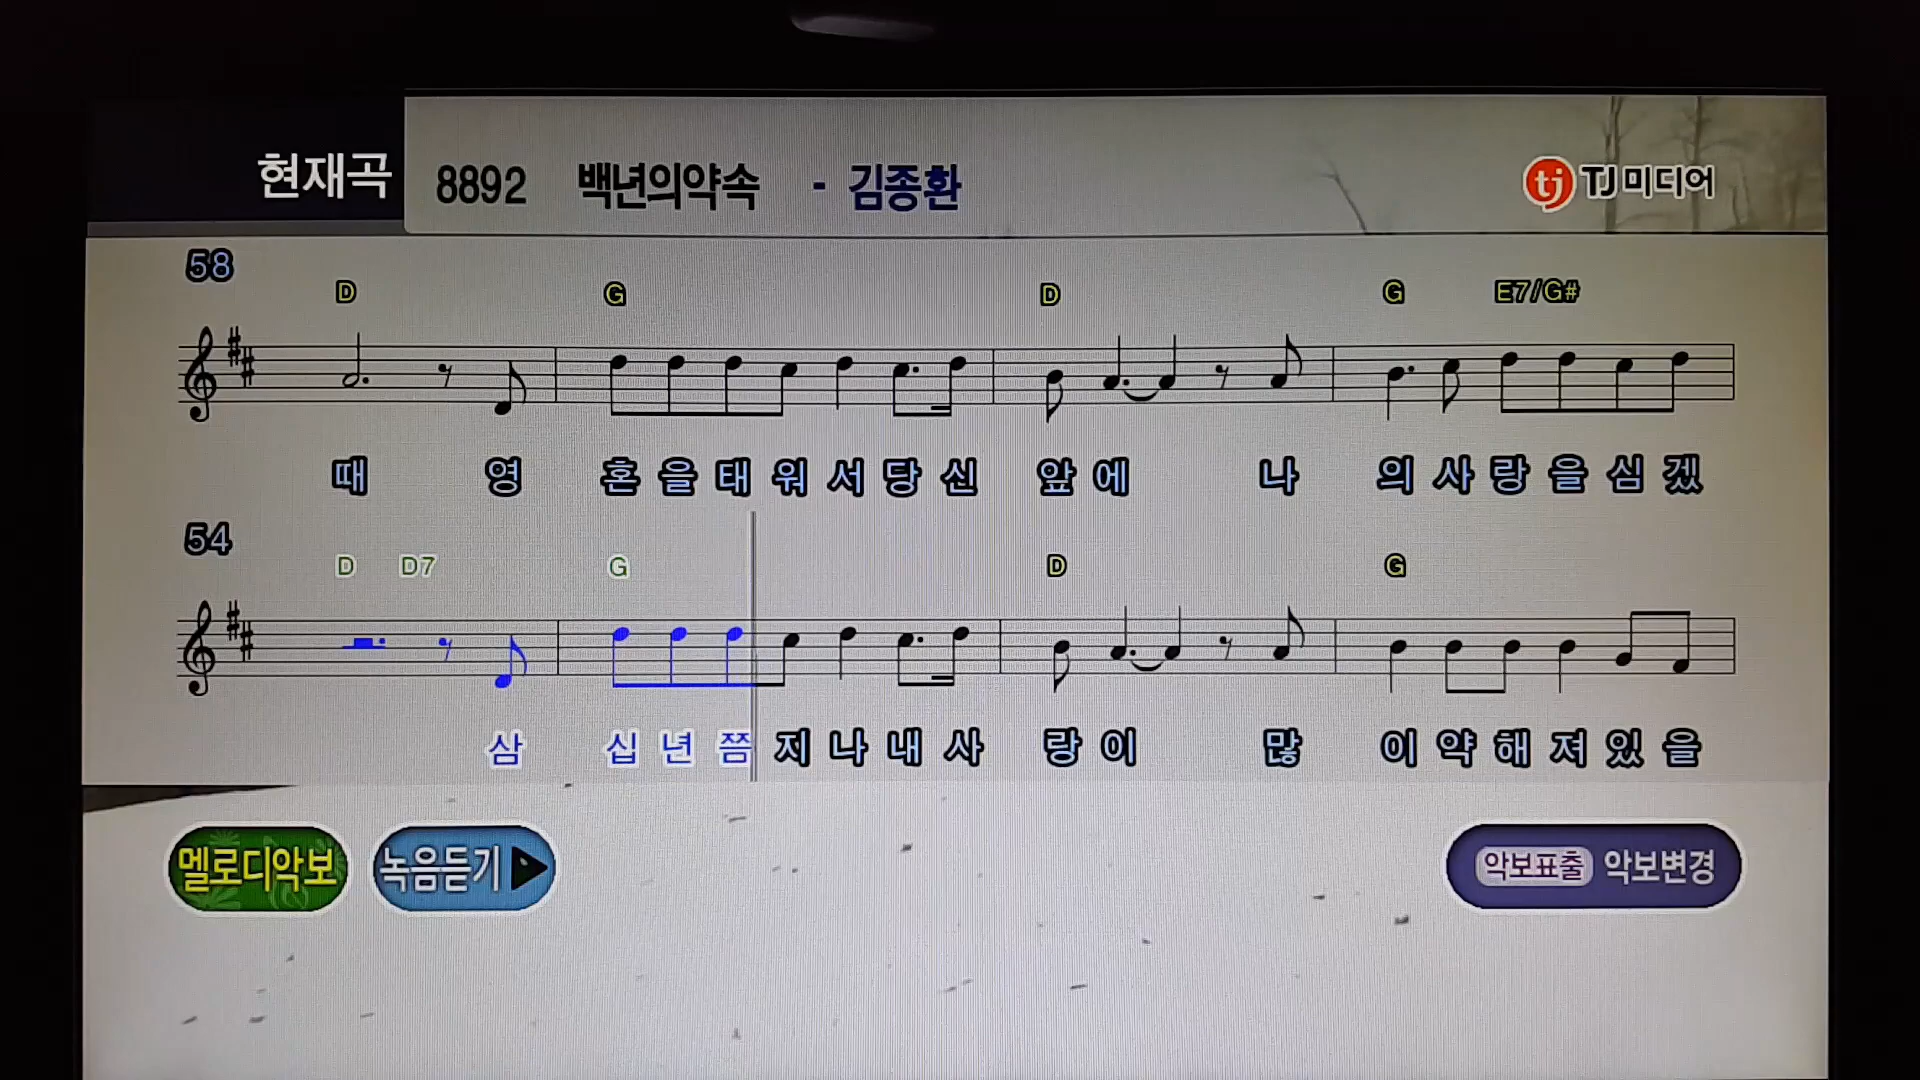 현재곡 8892 백년의약속 - 김종환 tj TJ 미디어
58
D G D G E7/G#
때 영 혼을태워서당신 앞에 나 의사랑을심겠
54
D D7 G D G
삼 십년쯤지나내사 랑이 많 이약해져있을
멜로디악보 녹음듣기 악보표출 악보변경